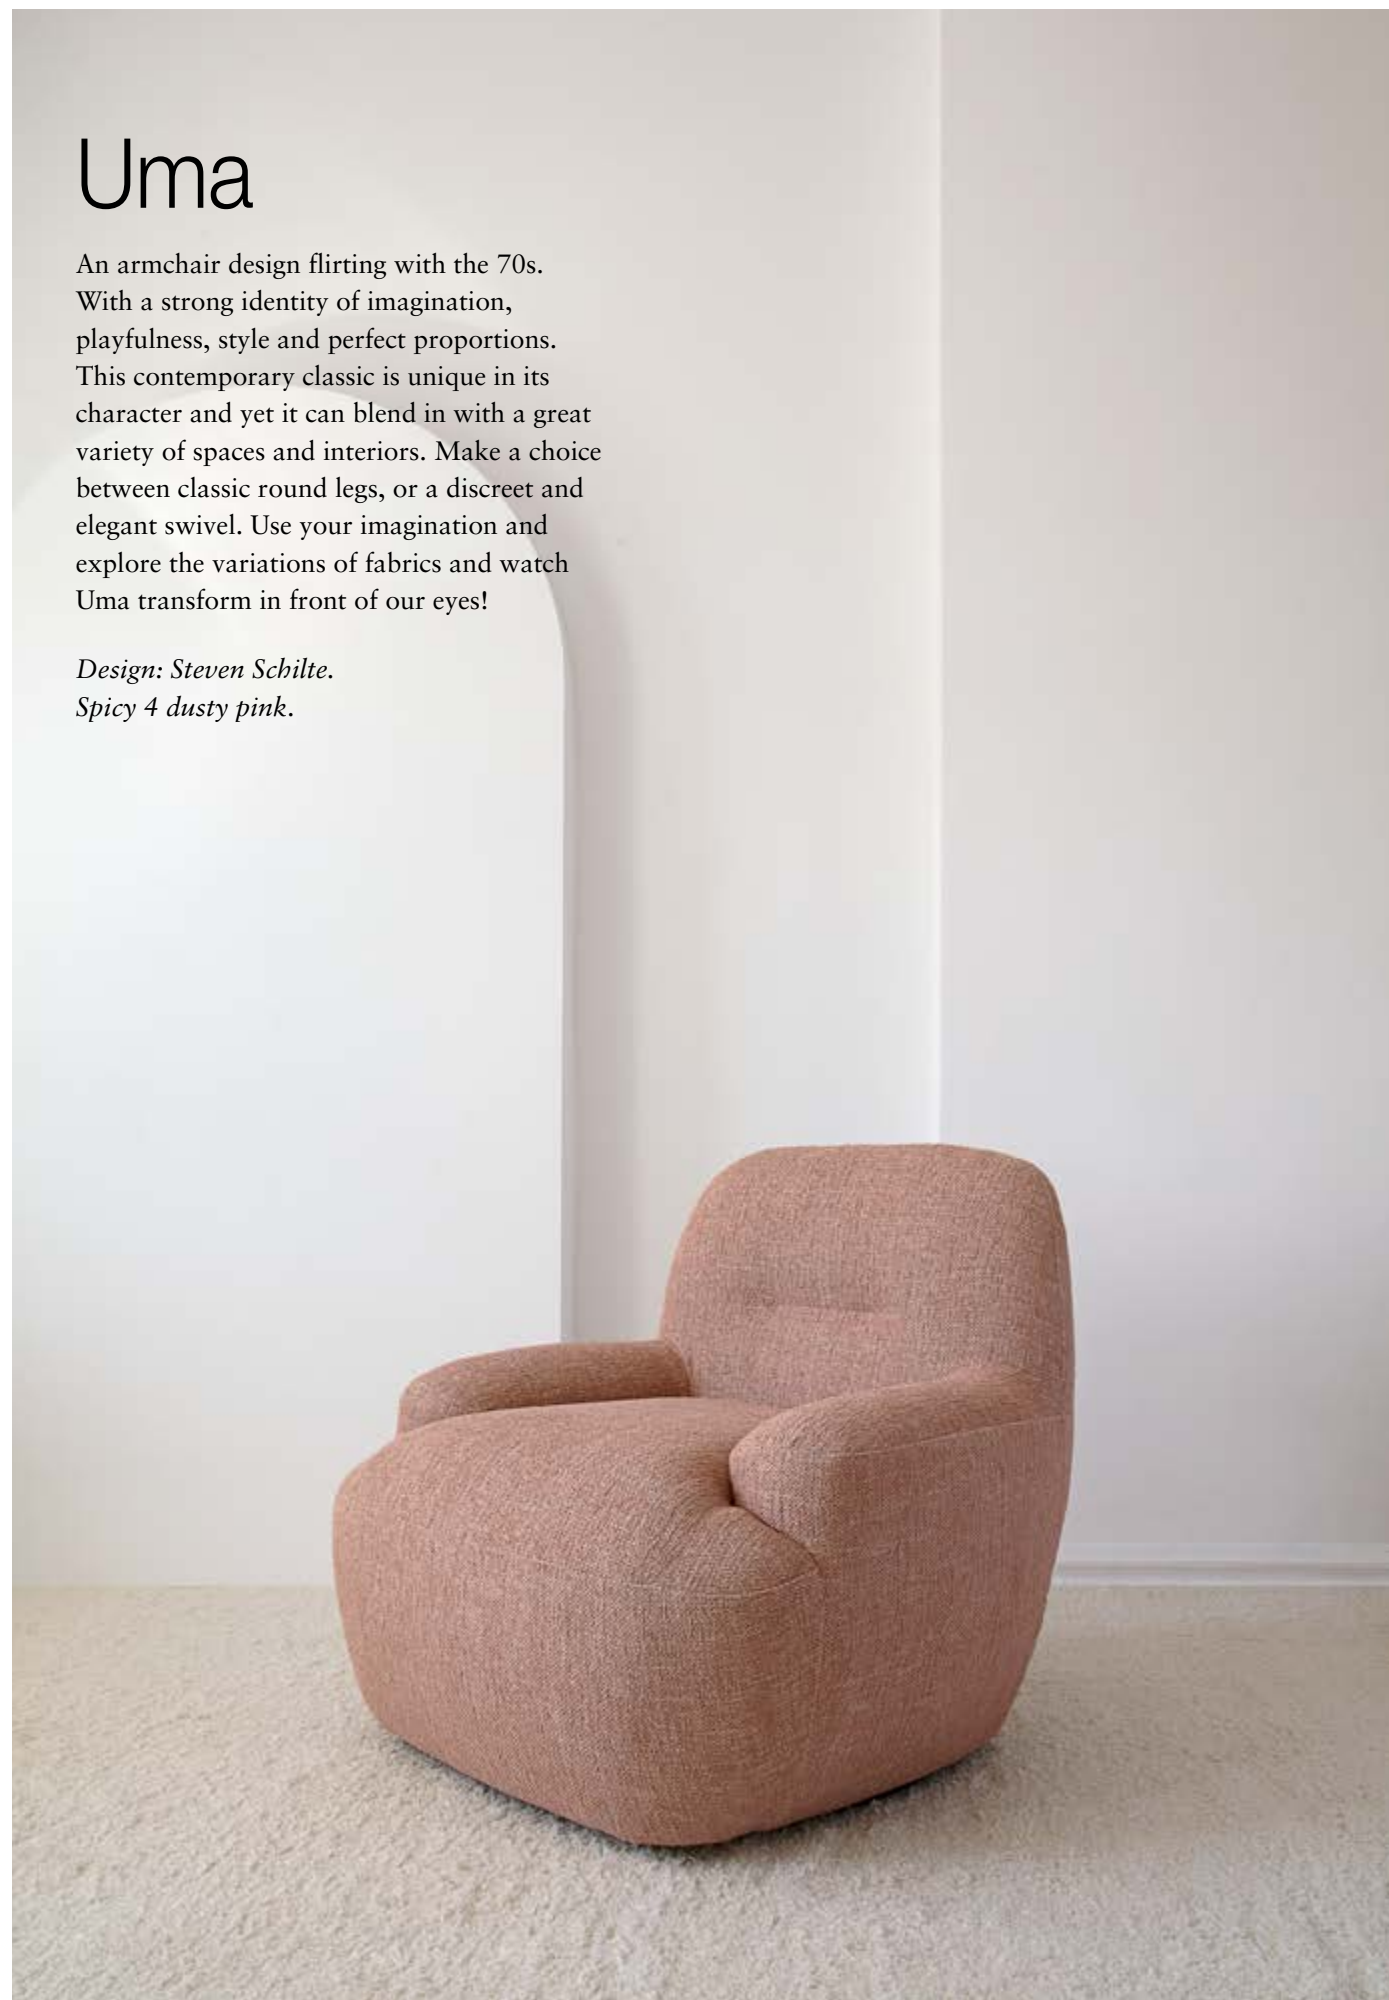 Uma
An armchair design flirting with the 70s.
With a strong identity of imagination,
playfulness, style and perfect proportions.
This contemporary classic is unique in its
character and yet it can blend in with a great
variety of spaces and interiors. Make a choice
between classic round legs, or a discreet and
elegant swivel. Use your imagination and
explore the variations of fabrics and watch
Uma transform in front of our eyes!
Design: Steven Schilte.
Spicy 4 dusty pink.